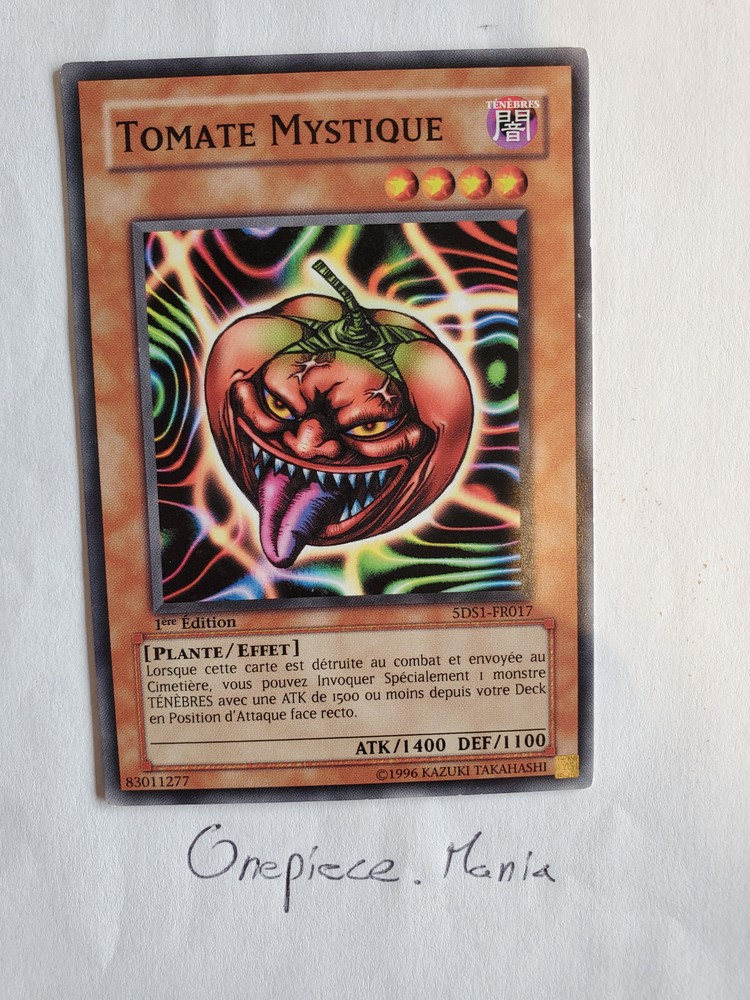 TOMATE MYSTIQUE
TÉNÈBRES
闇
1ère Édition
5DS1-FR017
[PLANTE/EFFET]
Lorsque cette carte est détruite au combat et envoyée au
Cimetière, vous pouvez Invoquer Spécialement 1 monstre
TÉNÈBRES avec une ATK de 1500 ou moins depuis votre Deck
en Position d'Attaque face recto.
ATK/1400 DEF/1100
83011277
©1996 KAZUKI TAKAHASHI
Onepiece. Mania